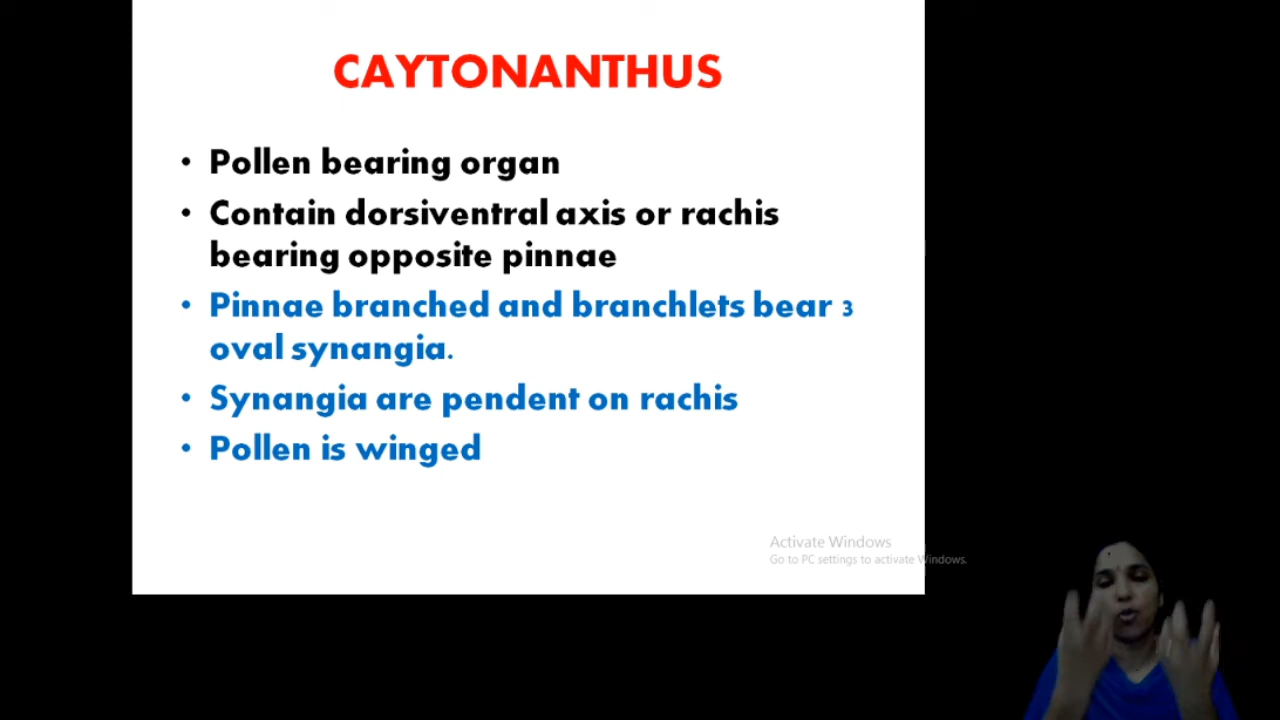 CAYTONANTHUS
• Pollen bearing organ
• Contain dorsiventral axis or rachis
bearing opposite pinnae
• Pinnae branched and branchlets bear 3
oval synangia.
• Synangia are pendent on rachis
• Pollen is winged
Activate Windows
Go to PC settings to activate Windows.